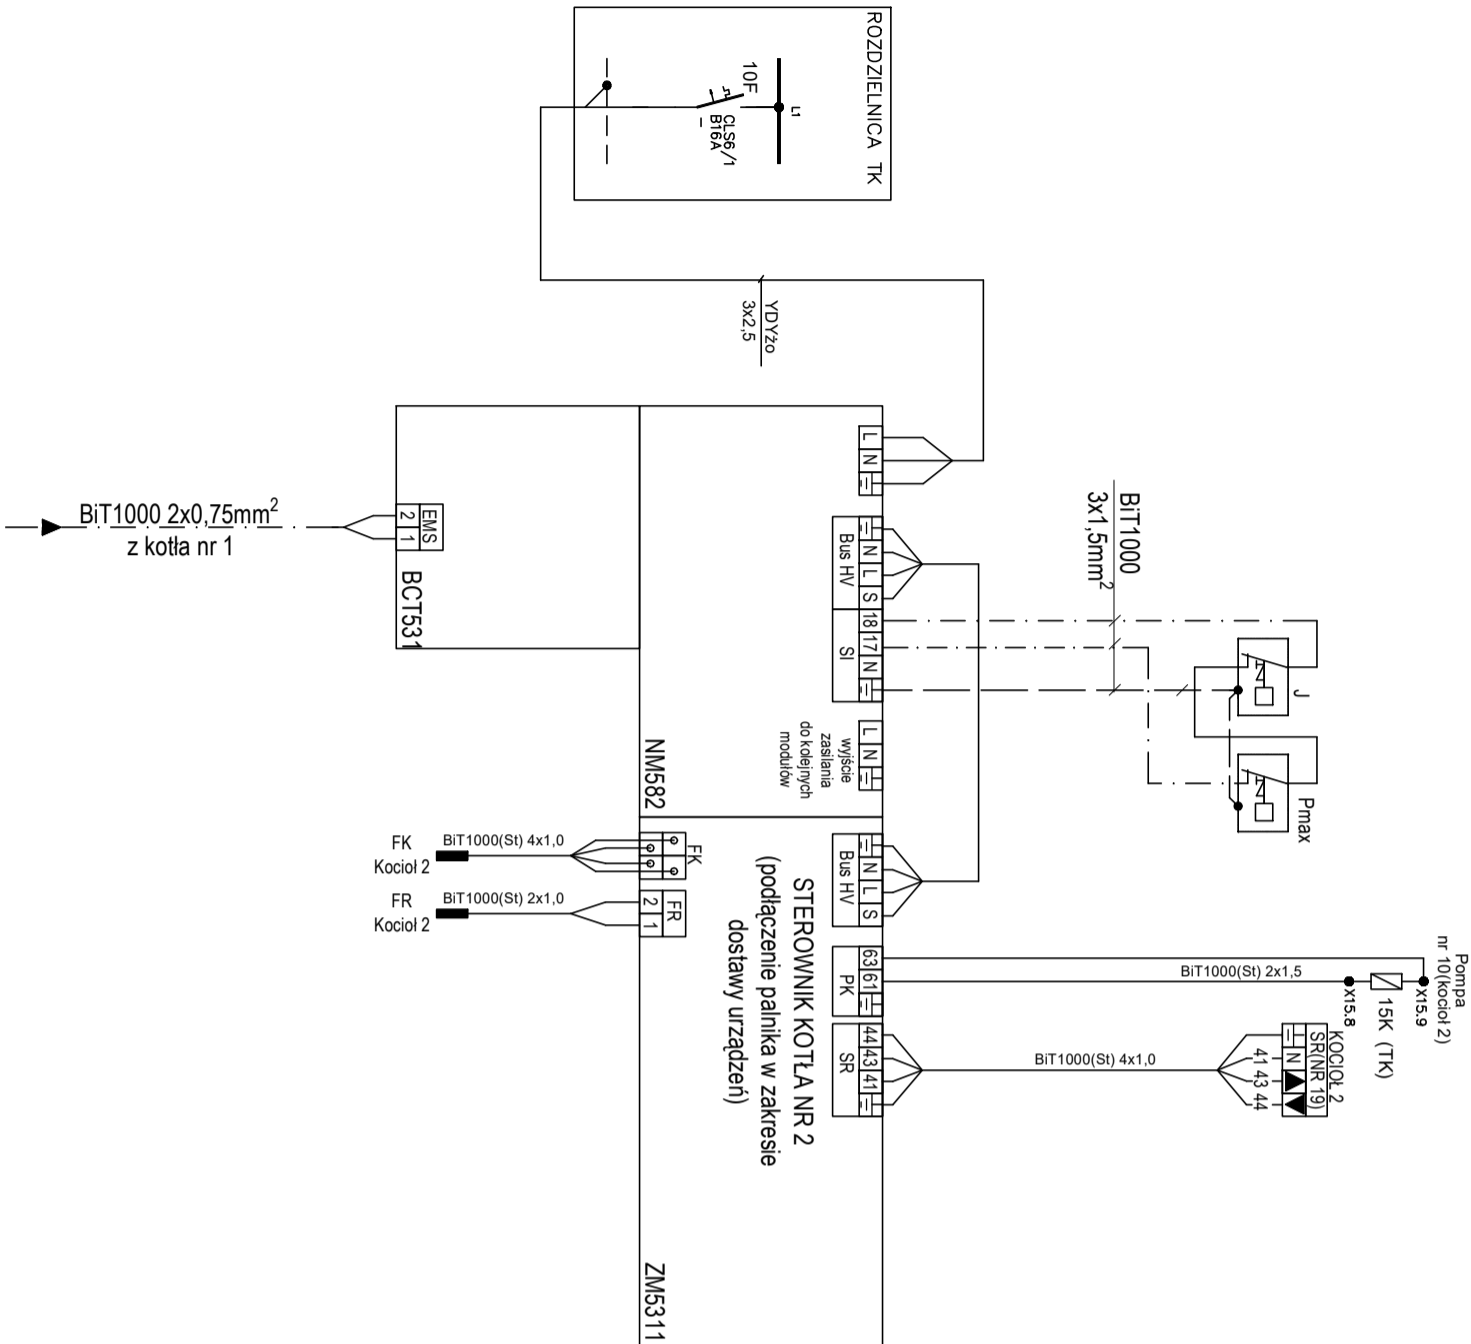 ROZDZIELNICA TK
L1
10F
CLS6/1
B16A
YDYżo
3x2,5
L N
Bus HV
N L S
SI
18 17 N
wyjście
zasilania
do kolejnych
modułów
L N
BiT1000
3x1,5mm²
J
Pmax
BiT1000 2x0,75mm²
z kotła nr 1
EMS
2 1
BCT531
NM582
FK
Kocioł 2
BiT1000(St) 4x1,0
FK
FR
Kocioł 2
BiT1000(St) 2x1,0
FR
2 1
Bus HV
N L S
STEROWNIK KOTŁA NR 2
(podłączenie palnika w zakresie
dostawy urządzeń)
PK
63 61
SR
44 43 41
BiT1000(St) 2x1,5
Pompa
nr 10(kocioł 2)
X15.9
X15.8
15K (TK)
BiT1000(St) 4x1,0
KOCIOŁ 2
SR(NR 19)
N
41 43 44
ZM5311